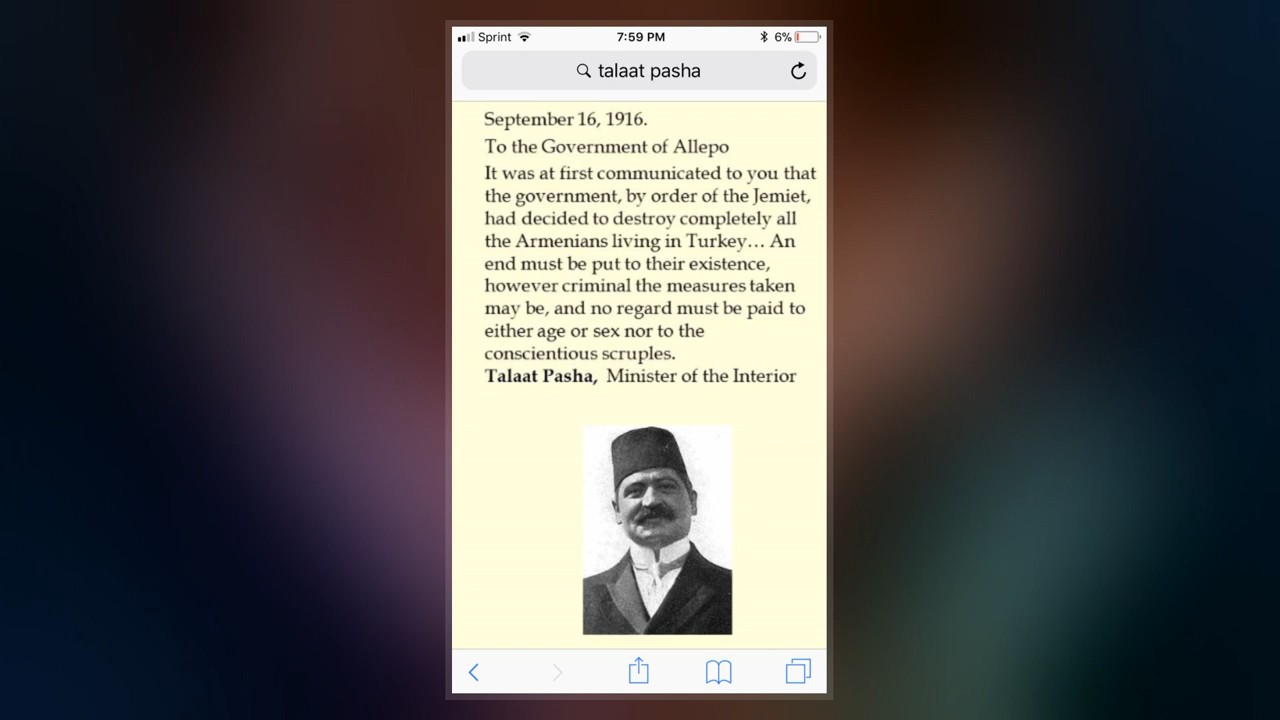 Sprint 7:59 PM 6%
talaat pasha
September 16, 1916.
To the Government of Allepo
It was at first communicated to you that
the government, by order of the Jemiet,
had decided to destroy completely all
the Armenians living in Turkey... An
end must be put to their existence,
however criminal the measures taken
may be, and no regard must be paid to
either age or sex nor to the
conscientious scruples.
Talaat Pasha, Minister of the Interior